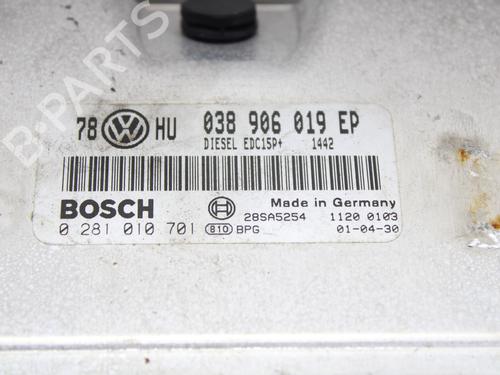 78 HU 038 906 019 EP
DIESEL EDC15P+ 1442
BOSCH
28SA5254
Made in Germany
1120 0103
0 281 010 701
810 BPG
01-04-30
B-PARTS